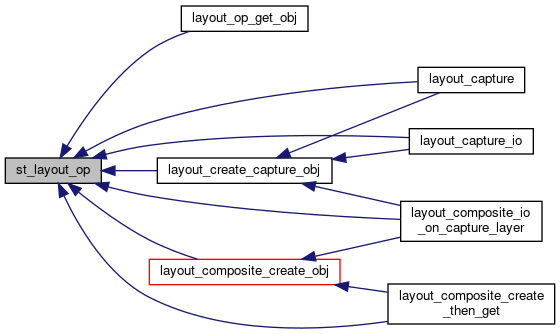 layout_op_get_obj
layout_capture
layout_capture_io
st_layout_op
layout_create_capture_obj
layout_composite_io
_on_capture_layer
layout_composite_create_obj
layout_composite_create
_then_get